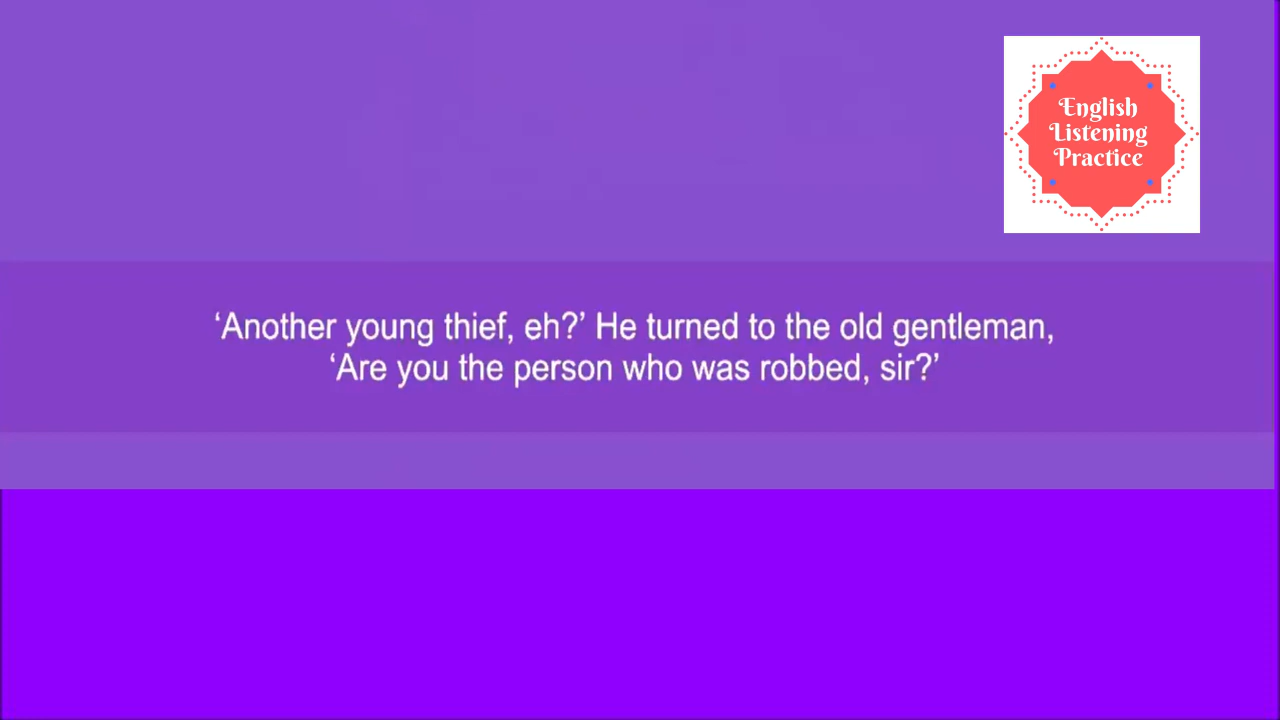 English
Listening
Practice
‘Another young thief, eh?’ He turned to the old gentleman,
‘Are you the person who was robbed, sir?’